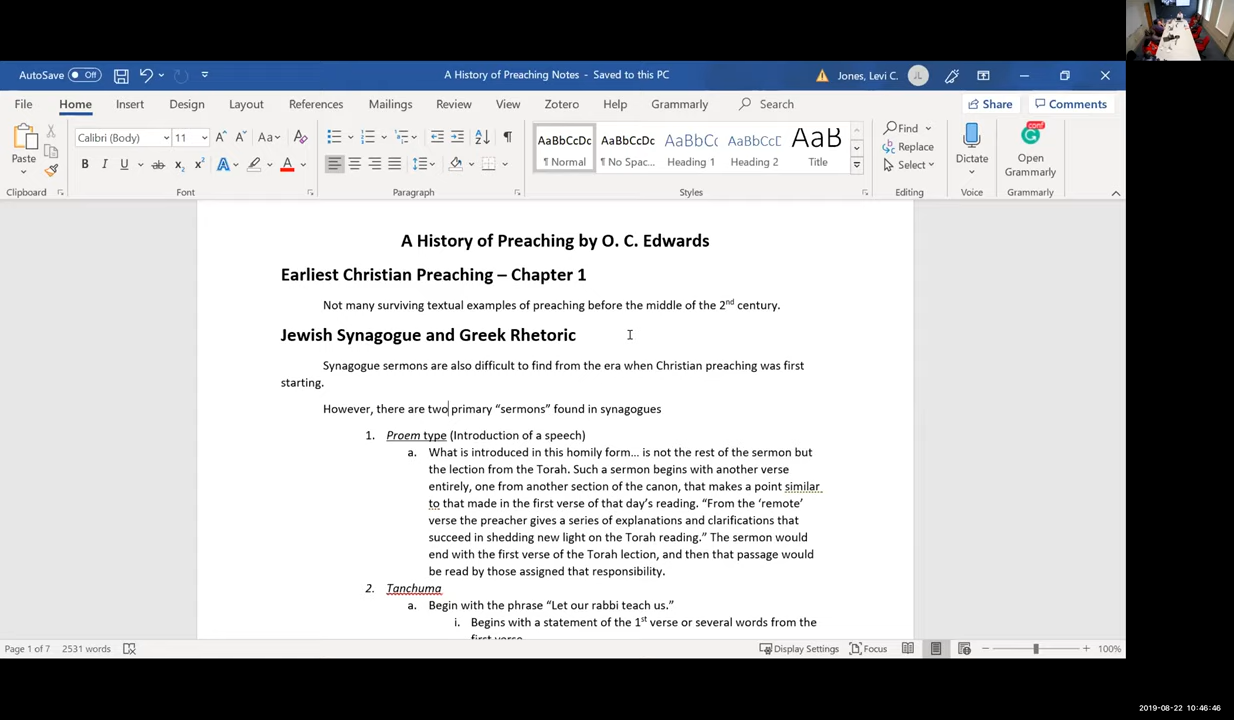 AutoSave Off
A History of Preaching Notes - Saved to this PC
Jones, Levi C. JL
File Home Insert Design Layout References Mailings Review View Zotero Help Grammarly Search Share Comments
Paste
Clipboard
Calibri (Body) 11
Aa
B I U ab x₂ x² A A
Font
Paragraph
AaBbCcDc AaBbCcDc AaBbCc AaBbCcD AaB
¶ Normal ¶ No Spac... Heading 1 Heading 2 Title
Styles
Find
Replace
Select
Editing
Dictate
Voice
conf
Open
Grammarly
Grammarly
A History of Preaching by O. C. Edwards
Earliest Christian Preaching – Chapter 1
Not many surviving textual examples of preaching before the middle of the 2nd century.
Jewish Synagogue and Greek Rhetoric
Synagogue sermons are also difficult to find from the era when Christian preaching was first
starting.
However, there are two primary “sermons” found in synagogues
1. Proem type (Introduction of a speech)
a. What is introduced in this homily form... is not the rest of the sermon but
the lection from the Torah. Such a sermon begins with another verse
entirely, one from another section of the canon, that makes a point similar
to that made in the first verse of that day’s reading. “From the ‘remote’
verse the preacher gives a series of explanations and clarifications that
succeed in shedding new light on the Torah reading.” The sermon would
end with the first verse of the Torah lection, and then that passage would
be read by those assigned that responsibility.
2. Tanchuma
a. Begin with the phrase “Let our rabbi teach us.”
i. Begins with a statement of the 1st verse or several words from the
first verse
Page 1 of 7 2531 words
Display Settings Focus 100%
2019-08-22 10:46:46